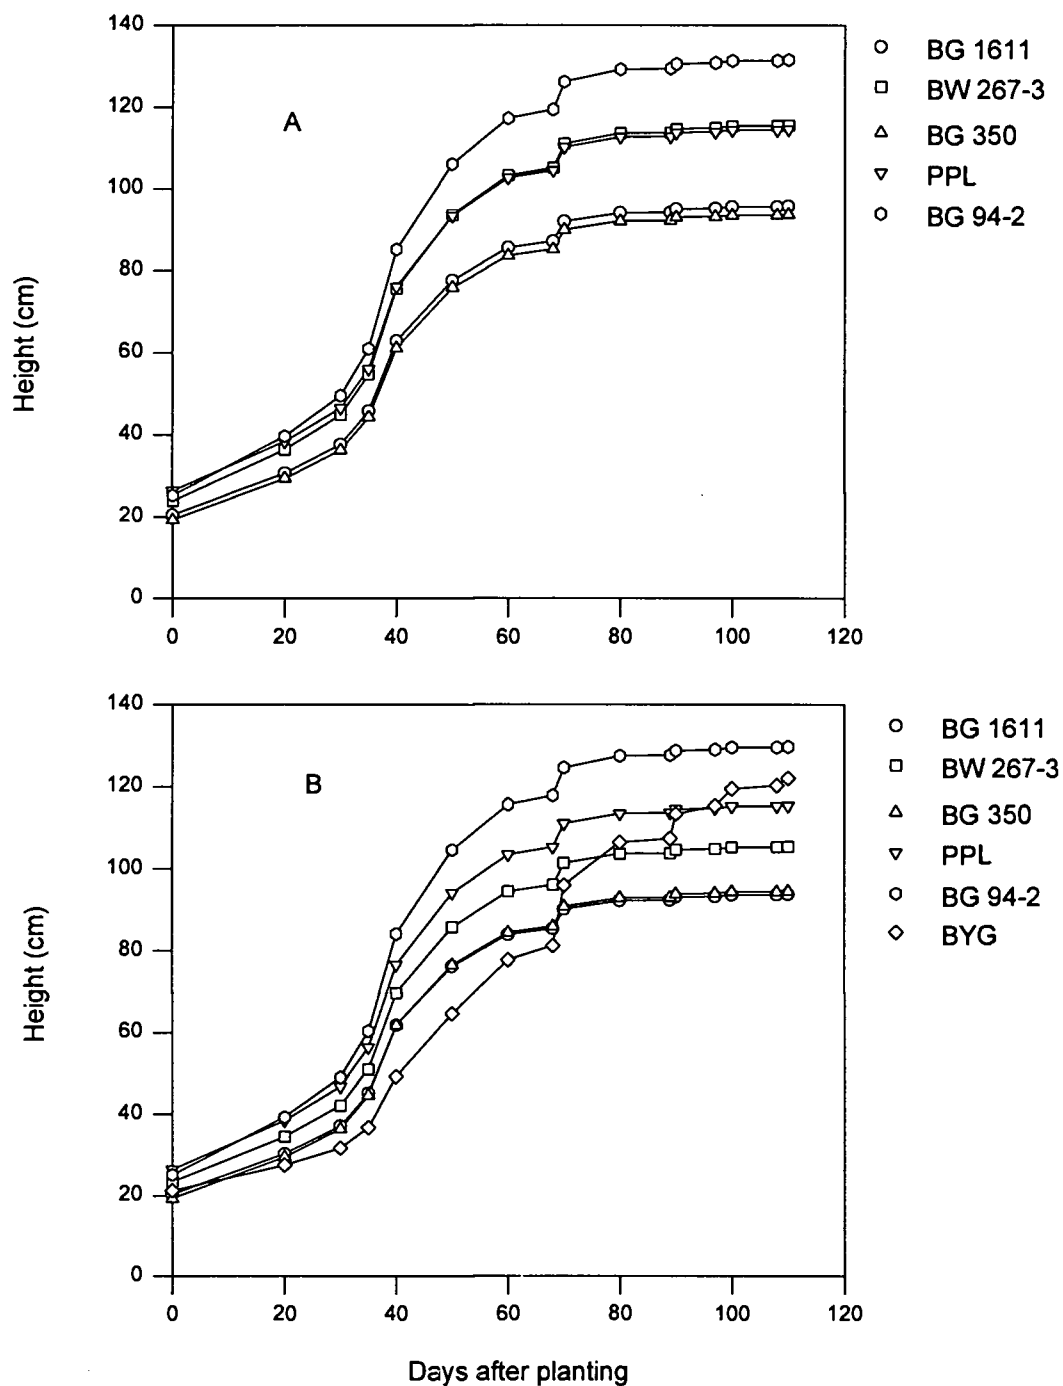 140
120
100
80
60
40
20
0
Height (cm)
A
0 20 40 60 80 100 120
BG 1611
BW 267-3
BG 350
PPL
BG 94-2
140
120
100
80
60
40
20
0
Height (cm)
B
0 20 40 60 80 100 120
Days after planting
BG 1611
BW 267-3
BG 350
PPL
BG 94-2
BYG